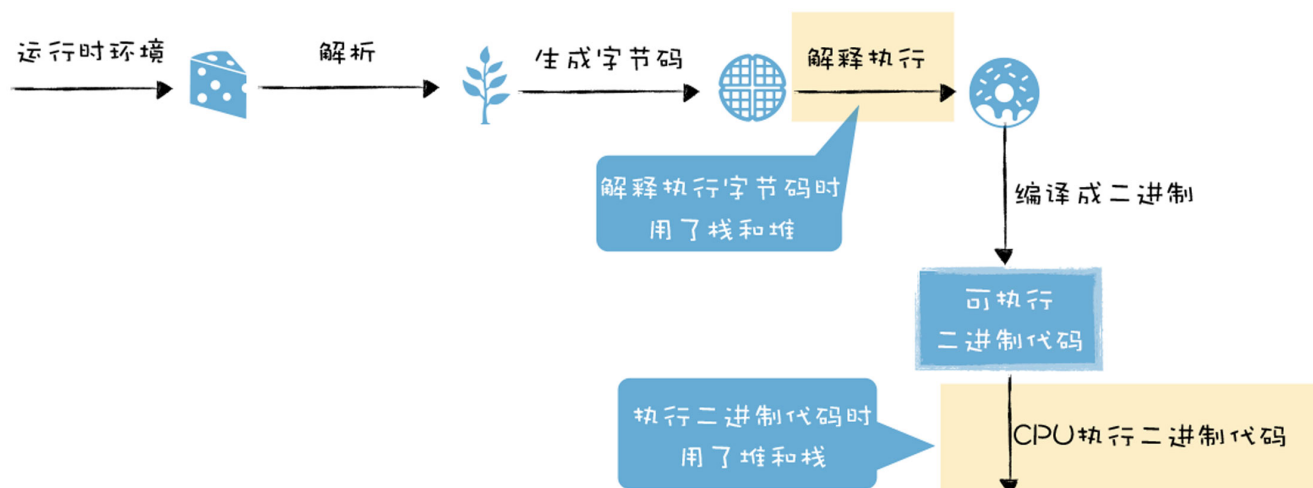 运行时环境
解析
生成字节码
解释执行
解释执行字节码时
用了栈和堆
编译成二进制
可执行
二进制代码
执行二进制代码时
用了堆和栈
CPU执行二进制代码